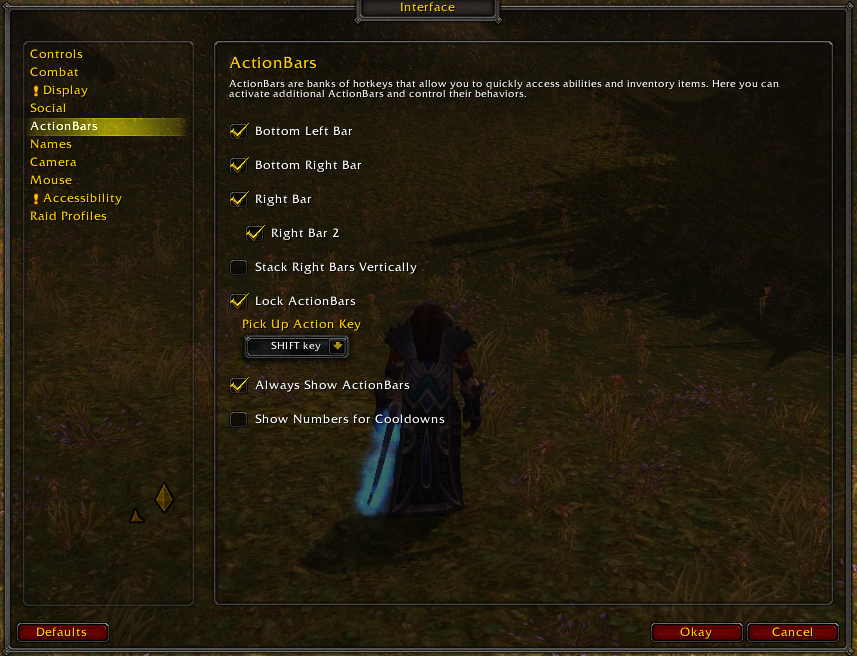 Interface
Controls
Combat
Display
Social
ActionBars
Names
Camera
Mouse
Accessibility
Raid Profiles
ActionBars
ActionBars are banks of hotkeys that allow you to quickly access abilities and inventory items. Here you can
activate additional ActionBars and control their behaviors.
Bottom Left Bar
Bottom Right Bar
Right Bar
Right Bar 2
Stack Right Bars Vertically
Lock ActionBars
Pick Up Action Key
SHIFT key
Always Show ActionBars
Show Numbers for Cooldowns
Defaults
Okay
Cancel